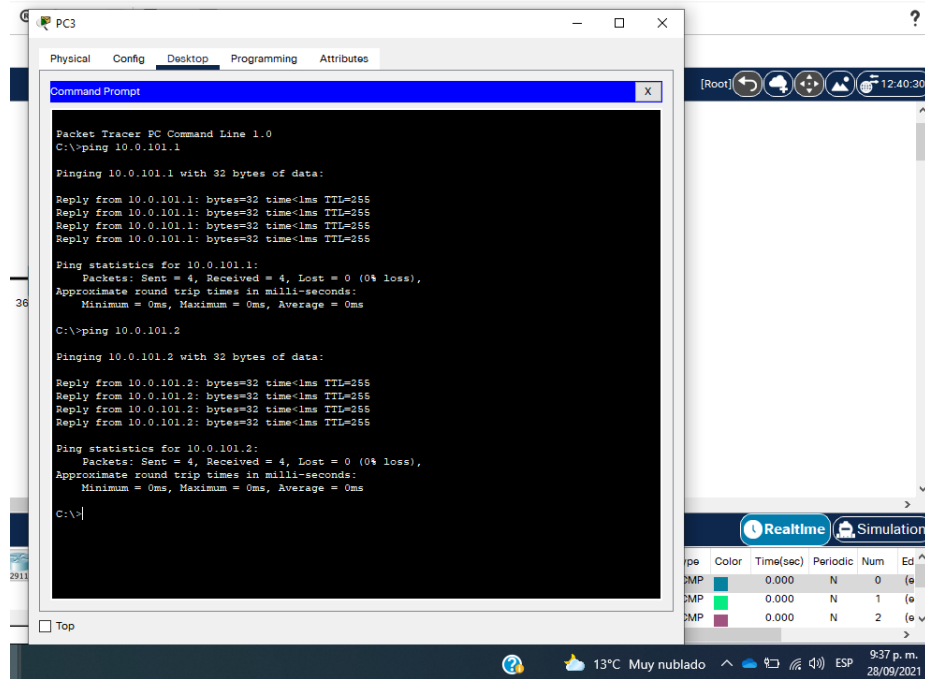 PC3
?
Physical Config Desktop Programming Attributes
[Root] 12:40:30
Command Prompt X
Packet Tracer PC Command Line 1.0
C:\>ping 10.0.101.1
Pinging 10.0.101.1 with 32 bytes of data:
Reply from 10.0.101.1: bytes=32 time<1ms TTL=255
Reply from 10.0.101.1: bytes=32 time<1ms TTL=255
Reply from 10.0.101.1: bytes=32 time<1ms TTL=255
Reply from 10.0.101.1: bytes=32 time<1ms TTL=255
Ping statistics for 10.0.101.1:
Packets: Sent = 4, Received = 4, Lost = 0 (0% loss),
Approximate round trip times in milli-seconds:
36
Minimum = 0ms, Maximum = 0ms, Average = 0ms
C:\>ping 10.0.101.2
Pinging 10.0.101.2 with 32 bytes of data:
Reply from 10.0.101.2: bytes=32 time<1ms TTL=255
Reply from 10.0.101.2: bytes=32 time<1ms TTL=255
Reply from 10.0.101.2: bytes=32 time<1ms TTL=255
Reply from 10.0.101.2: bytes=32 time<1ms TTL=255
Ping statistics for 10.0.101.2:
Packets: Sent = 4, Received = 4, Lost = 0 (0% loss),
Approximate round trip times in milli-seconds:
Minimum = 0ms, Maximum = 0ms, Average = 0ms
C:\>
Realtime Simulation
ype Color Time(sec) Periodic Num Ed
2911
CMP 0.000 N 0 (e
CMP 0.000 N 1 (e
CMP 0.000 N 2 (e
Top
13°C Muy nublado ESP
9:37 p. m.
28/09/2021